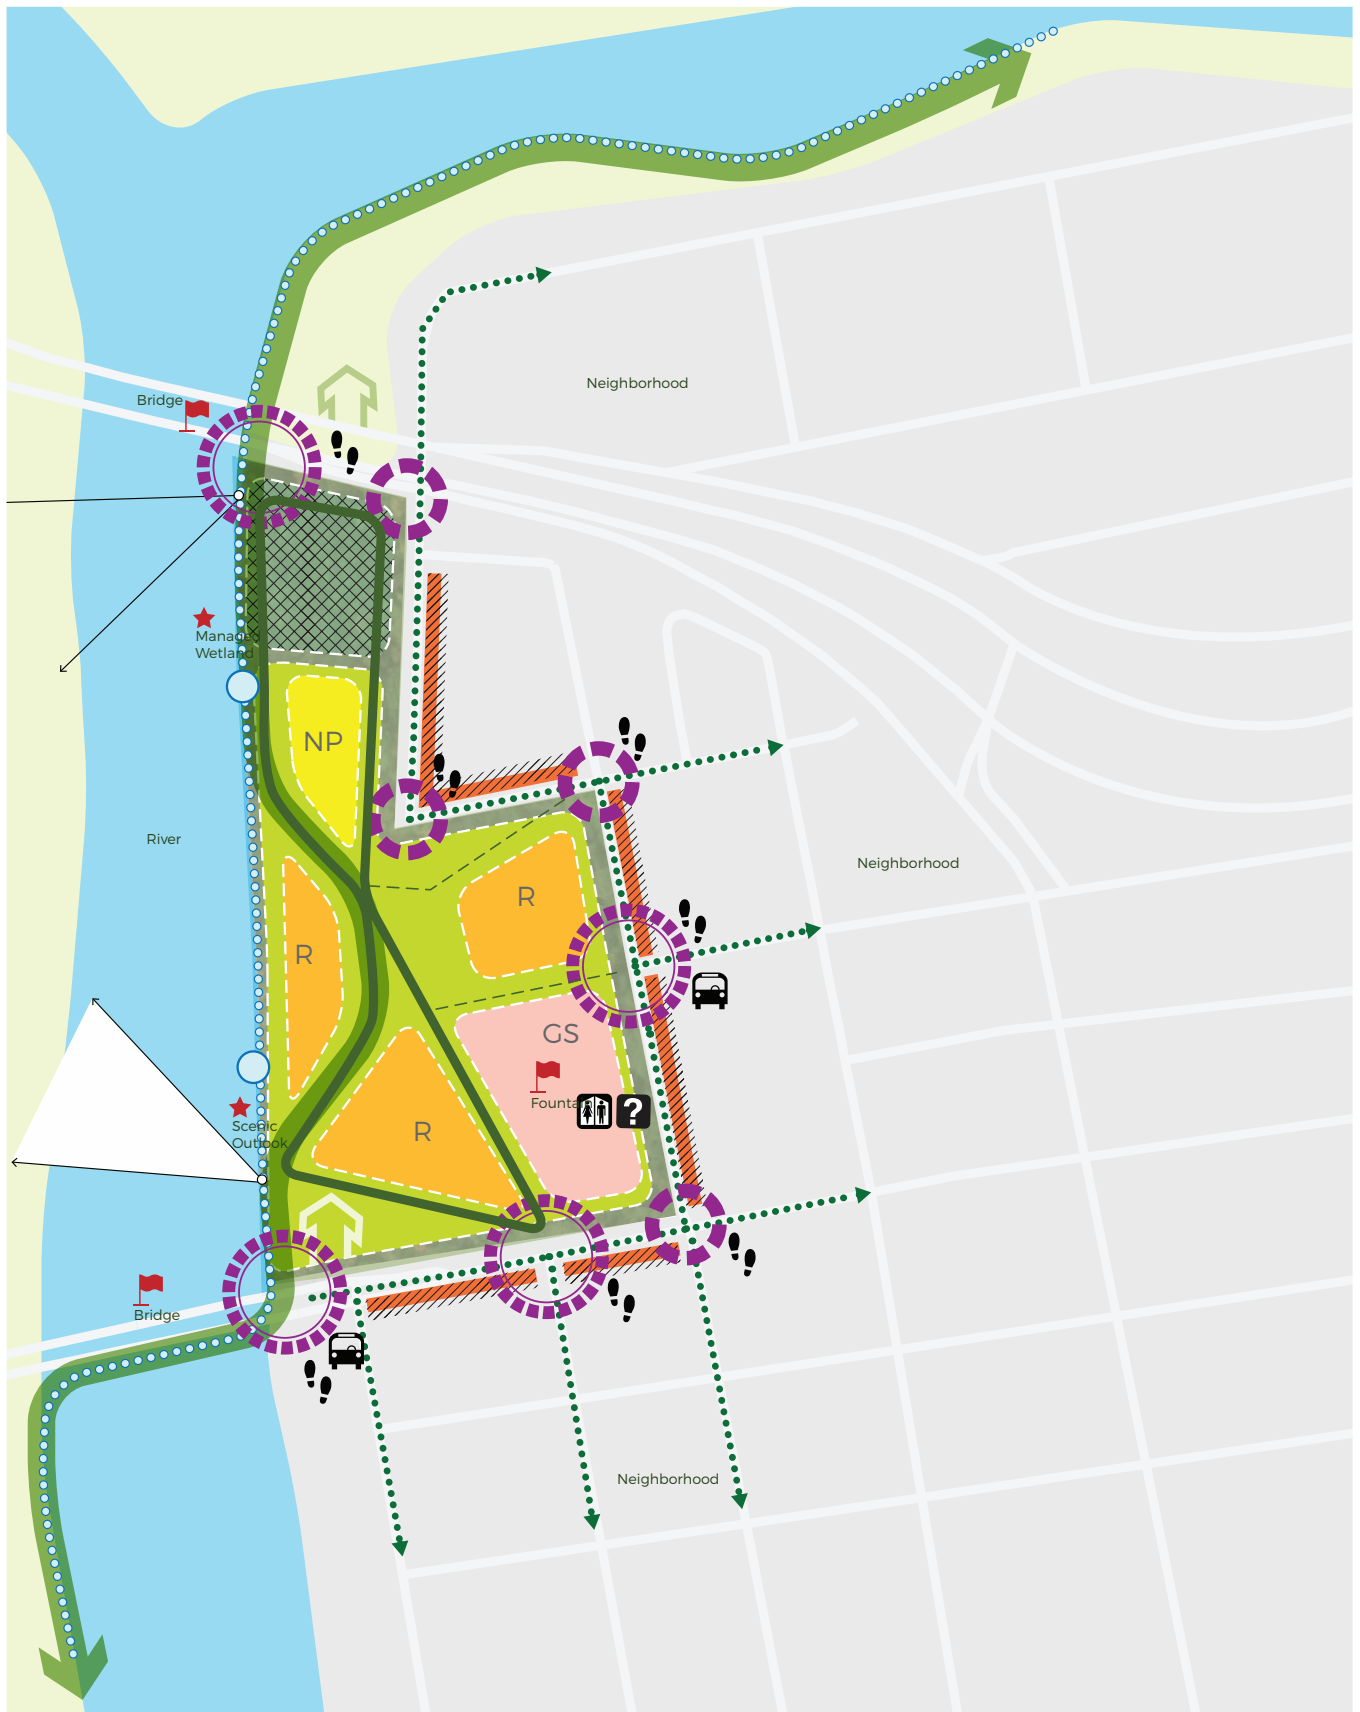 Neighborhood
Bridge
Managed
Wetland
NP
River
Neighborhood
R
R
GS
Fountain
?
Scenic
Outlook
R
Bridge
Neighborhood